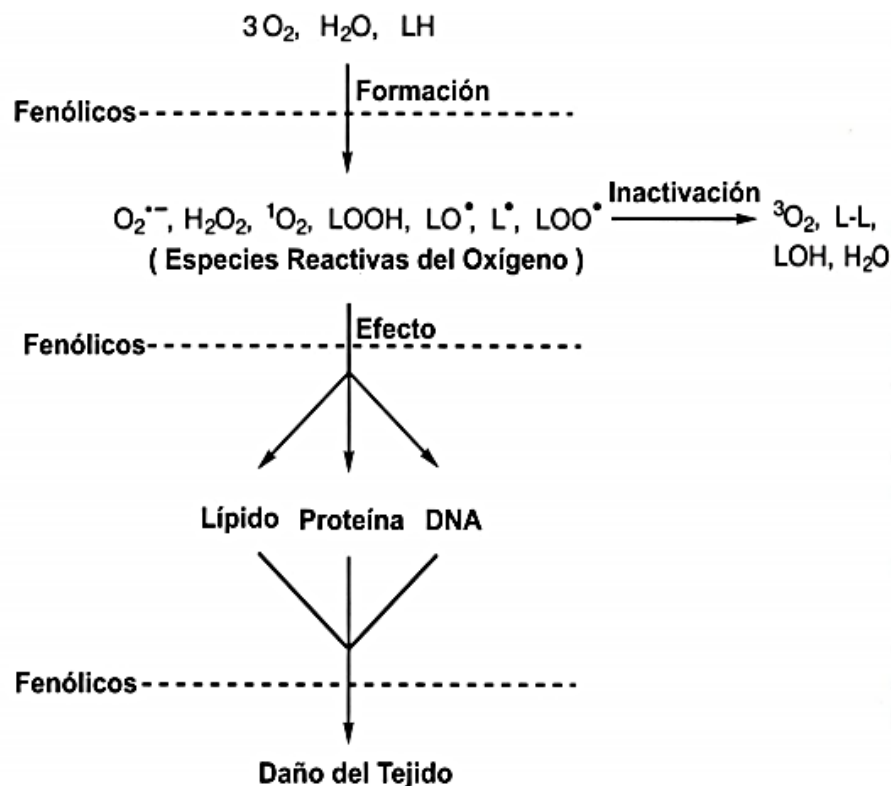 3 O₂, H₂O, LH
Formación
Fenólicos
O₂•−, H₂O₂, ¹O₂, LOOH, LO•, L•, LOO•
Inactivación
³O₂, L-L,
LOH, H₂O
( Especies Reactivas del Oxígeno )
Efecto
Fenólicos
Lípido Proteína DNA
Fenólicos
Daño del Tejido